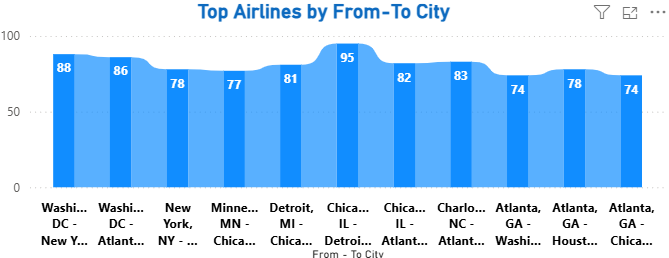 Top Airlines by From-To City
100
50
0
88
86
78
77
81
95
82
83
74
78
74
Washi... DC - New Y...
Washi... DC - Atlant...
New York, NY - ...
Minne... MN - Chica...
Detroit, MI - Chica...
Chica... IL - Detroi...
Chica... IL - Atlant...
Charlo... NC - Atlant...
Atlanta, GA - Washi...
Atlanta, GA - Houst...
Atlanta, GA - Chica...
From - To City